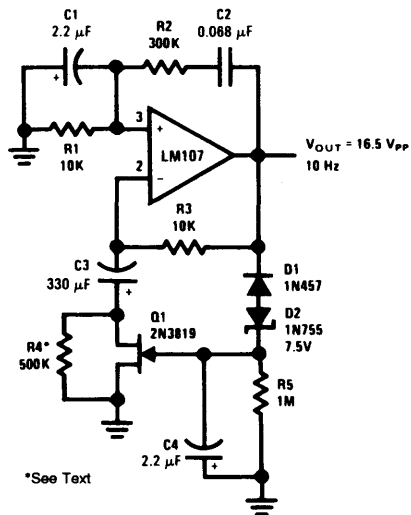 C1
2.2 μF
R2
300K
C2
0.068 μF
+
R1
10K
3
+
LM107
2
−
VOUT = 16.5 VPP
10 Hz
R3
10K
C3
330 μF
+
D1
1N457
D2
1N755
7.5V
Q1
2N3819
R4*
500K
R5
1M
C4
2.2 μF
+
*See Text